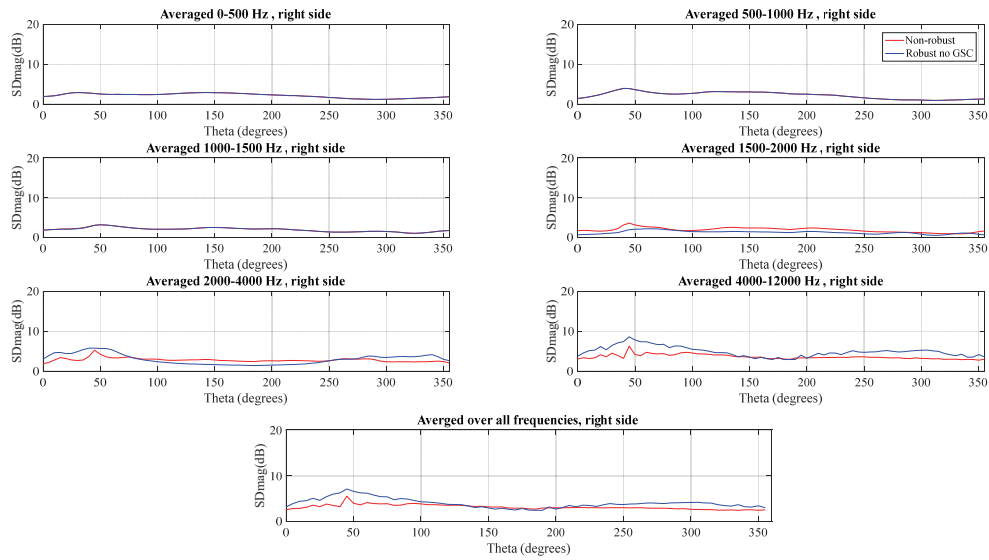 Averaged 0-500 Hz , right side
20
10
0
SDmag(dB)
0 50 100 150 200 250 300 350
Theta (degrees)
Averaged 500-1000 Hz, right side
20
10
0
SDmag(dB)
Non-robust
Robust no GSC
0 50 100 150 200 250 300 350
Theta (degrees)
Averaged 1000-1500 Hz , right side
20
10
0
SDmag(dB)
0 50 100 150 200 250 300 350
Theta (degrees)
Averaged 1500-2000 Hz, right side
20
10
0
SDmag(dB)
0 50 100 150 200 250 300 350
Theta (degrees)
Averaged 2000-4000 Hz , right side
20
10
0
SDmag(dB)
0 50 100 150 200 250 300 350
Theta (degrees)
Averaged 4000-12000 Hz, right side
20
10
0
SDmag(dB)
0 50 100 150 200 250 300 350
Theta (degrees)
Averged over all frequencies, right side
20
10
0
SDmag(dB)
0 50 100 150 200 250 300 350
Theta (degrees)